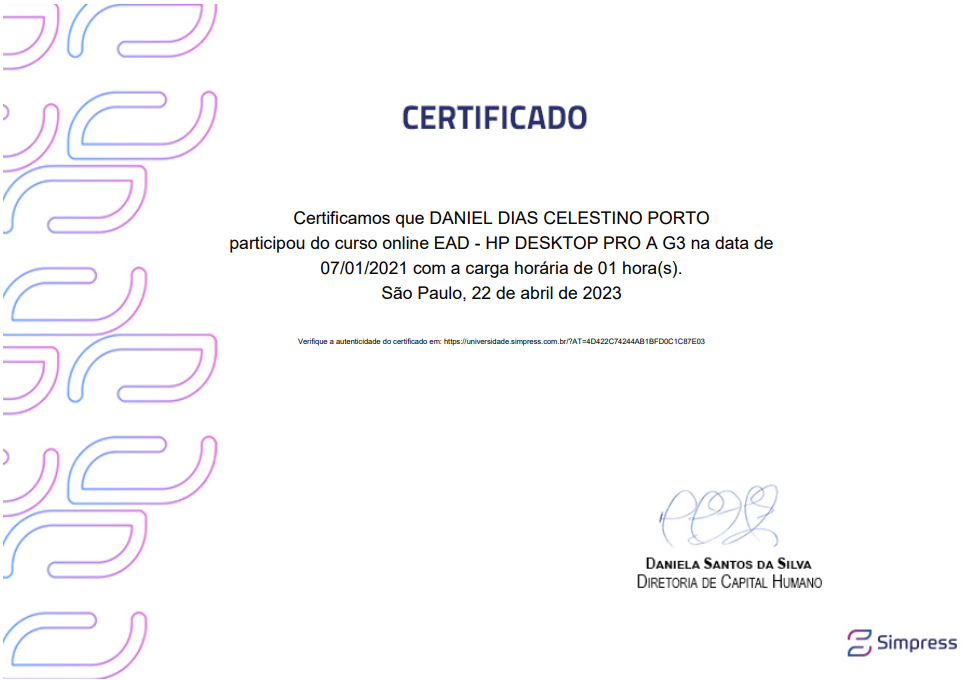 CERTIFICADO
Certificamos que DANIEL DIAS CELESTINO PORTO
participou do curso online EAD - HP DESKTOP PRO A G3 na data de
07/01/2021 com a carga horária de 01 hora(s).
São Paulo, 22 de abril de 2023
Verifique a autenticidade do certificado em: https://universidade.simpress.com.br/?AT=4D422C74244AB1BFD0C1C87E03
DANIELA SANTOS DA SILVA
DIRETORIA DE CAPITAL HUMANO
Simpress